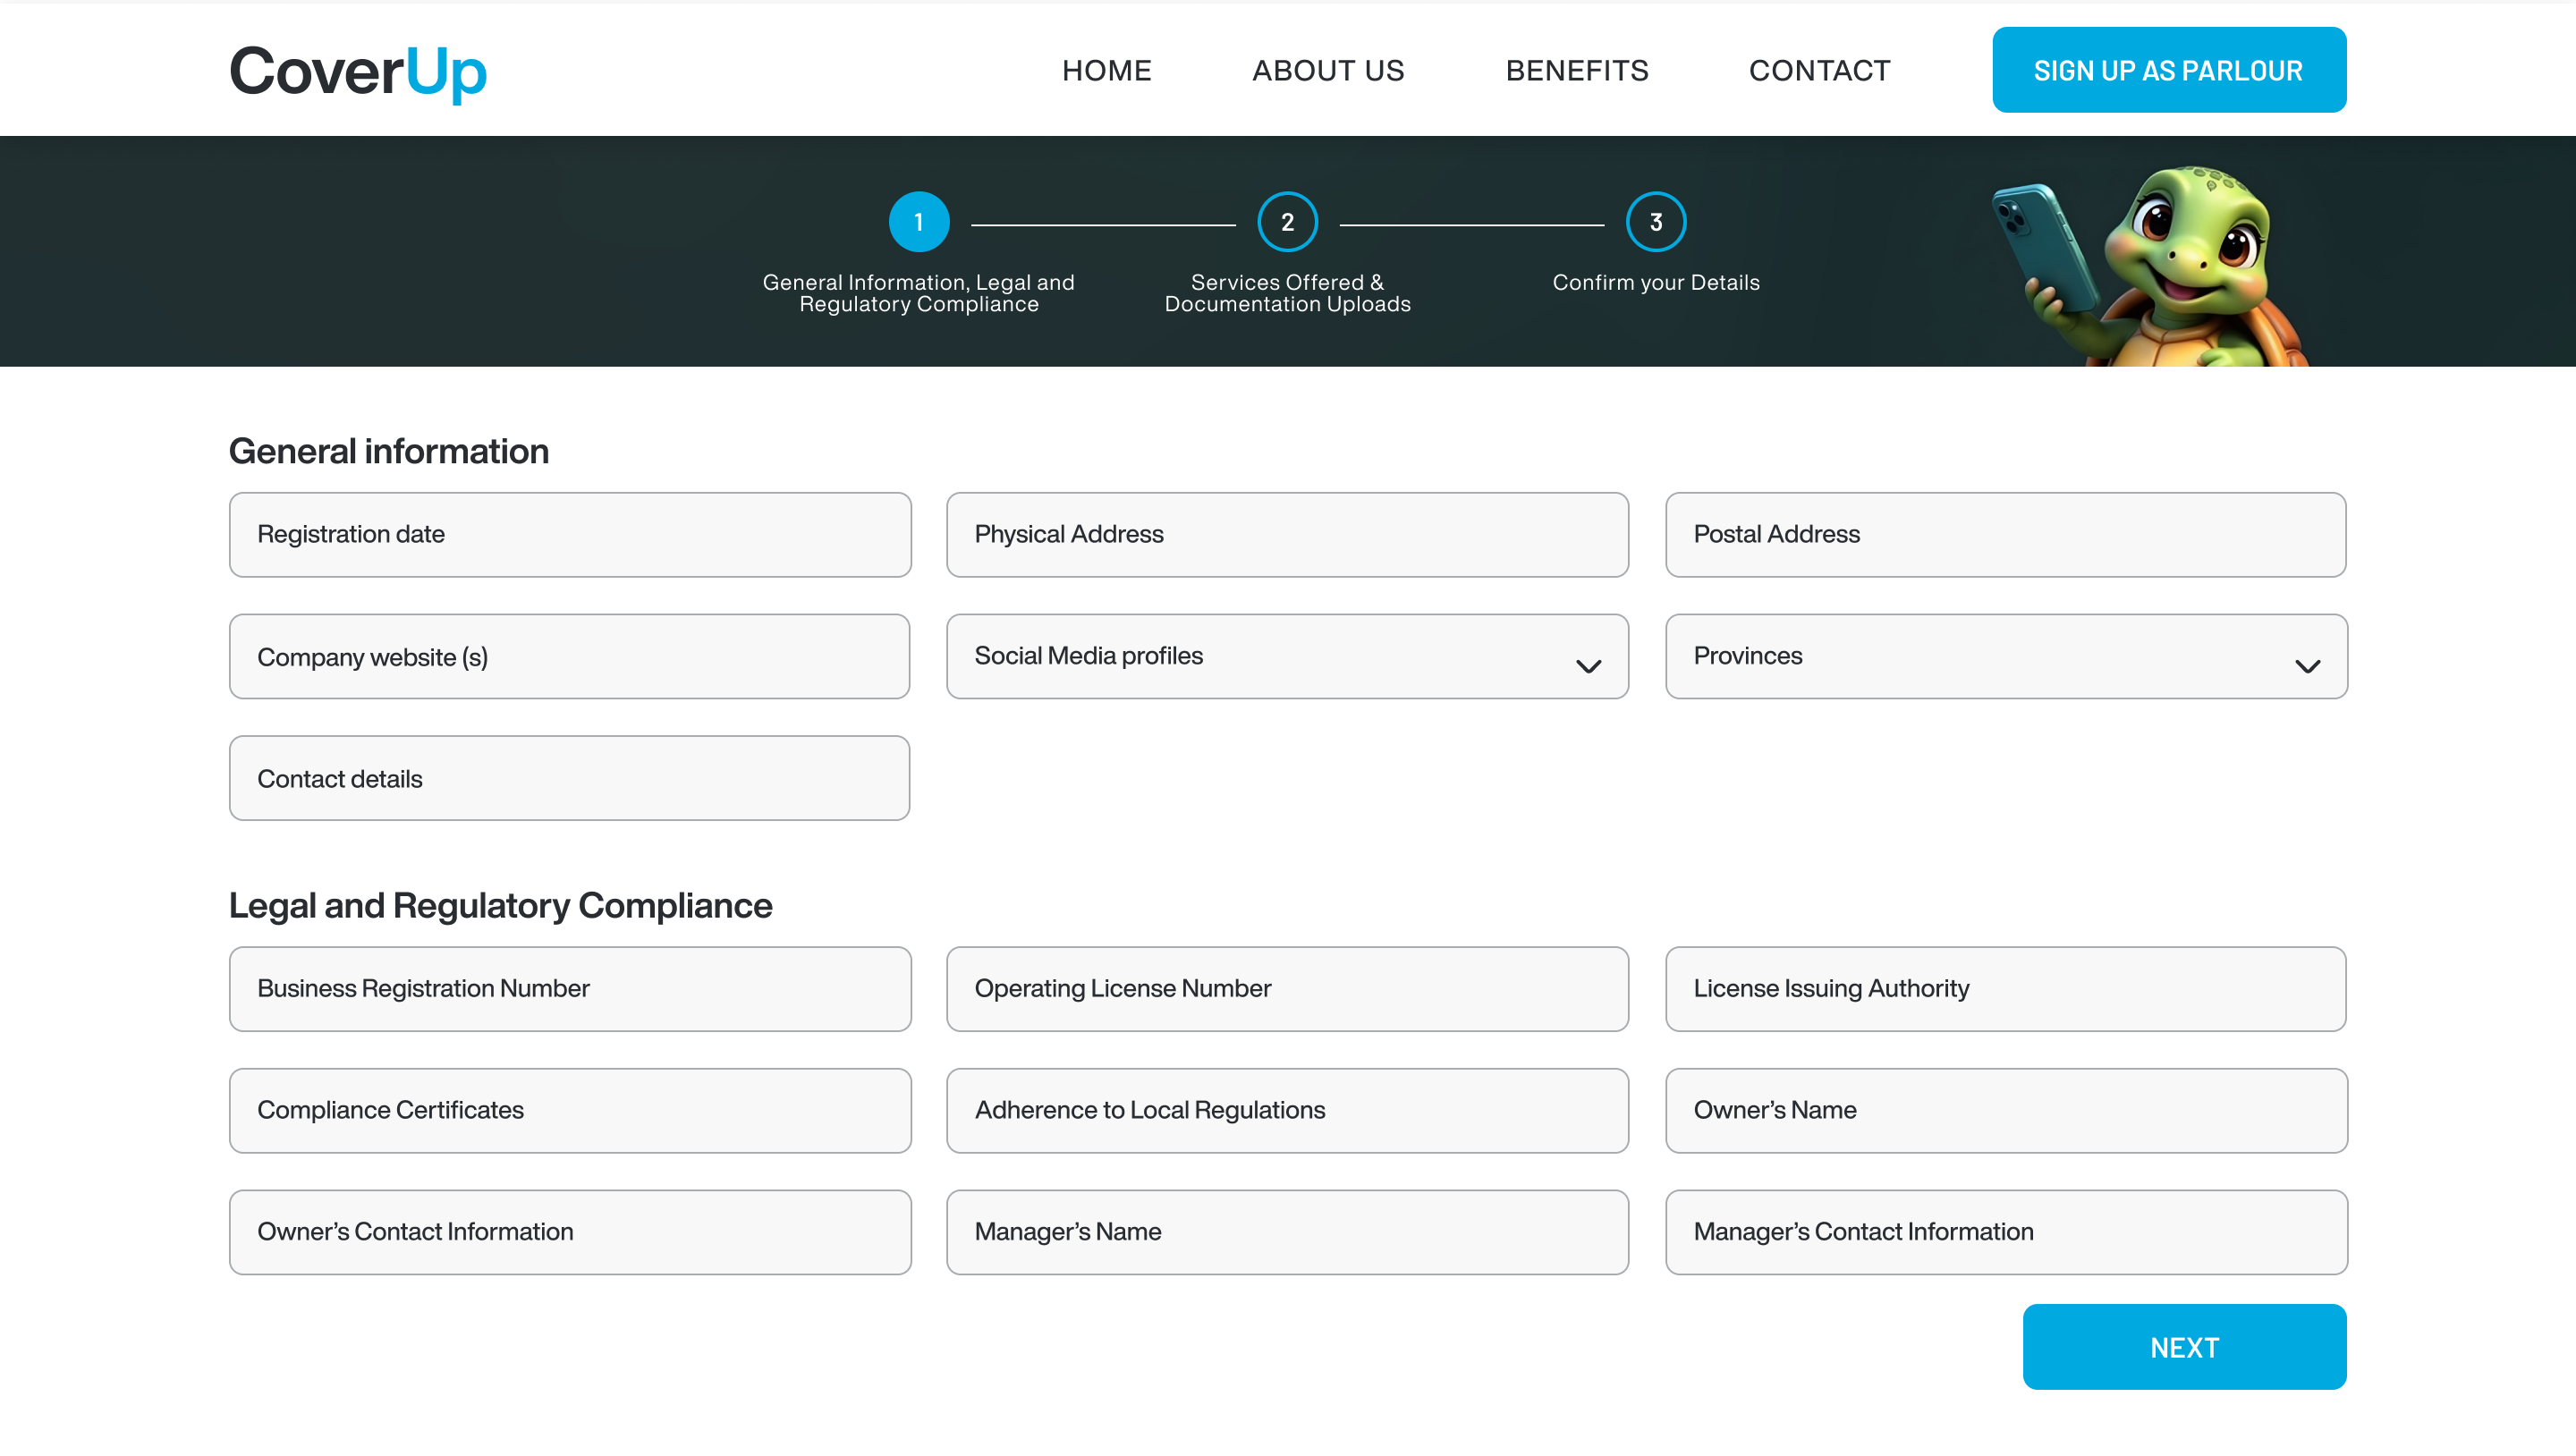 CoverUp
HOME
ABOUT US
BENEFITS
CONTACT
SIGN UP AS PARLOUR
1
2
3
General Information, Legal and
Regulatory Compliance
Services Offered &
Documentation Uploads
Confirm your Details
General information
Registration date
Physical Address
Postal Address
Company website (s)
Social Media profiles
Provinces
Contact details
Legal and Regulatory Compliance
Business Registration Number
Operating License Number
License Issuing Authority
Compliance Certificates
Adherence to Local Regulations
Owner’s Name
Owner’s Contact Information
Manager’s Name
Manager’s Contact Information
NEXT